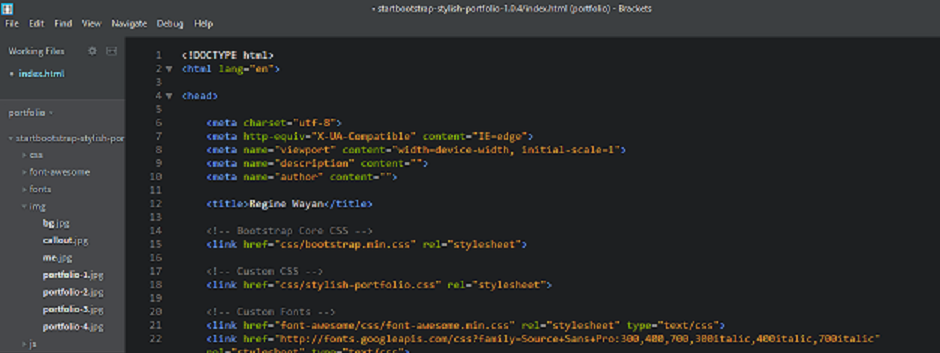 • startbootstrap-stylish-portfolio-1.0.4/index.html (portfolio) - Brackets
File Edit Find View Navigate Debug Help
Working Files
• index.html
portfolio
startbootstrap-stylish-por
css
font-awesome
fonts
img
bg.jpg
callout.jpg
me.jpg
portfolio-1.jpg
portfolio-2.jpg
portfolio-3.jpg
portfolio-4.jpg
js
1 <!DOCTYPE html>
2 <html lang="en">
3
4 <head>
5
6 <meta charset="utf-8">
7 <meta http-equiv="X-UA-Compatible" content="IE=edge">
8 <meta name="viewport" content="width=device-width, initial-scale=1">
9 <meta name="description" content="">
10 <meta name="author" content="">
11
12 <title>Regine Wayan</title>
13
14 <!-- Bootstrap Core CSS -->
15 <link href="css/bootstrap.min.css" rel="stylesheet">
16
17 <!-- Custom CSS -->
18 <link href="css/stylish-portfolio.css" rel="stylesheet">
19
20 <!-- Custom Fonts -->
21 <link href="font-awesome/css/font-awesome.min.css" rel="stylesheet" type="text/css">
22 <link href="http://fonts.googleapis.com/css?family=Source+Sans+Pro:300,400,700,300italic,400italic,700italic"
rel="stylesheet" type="text/css">